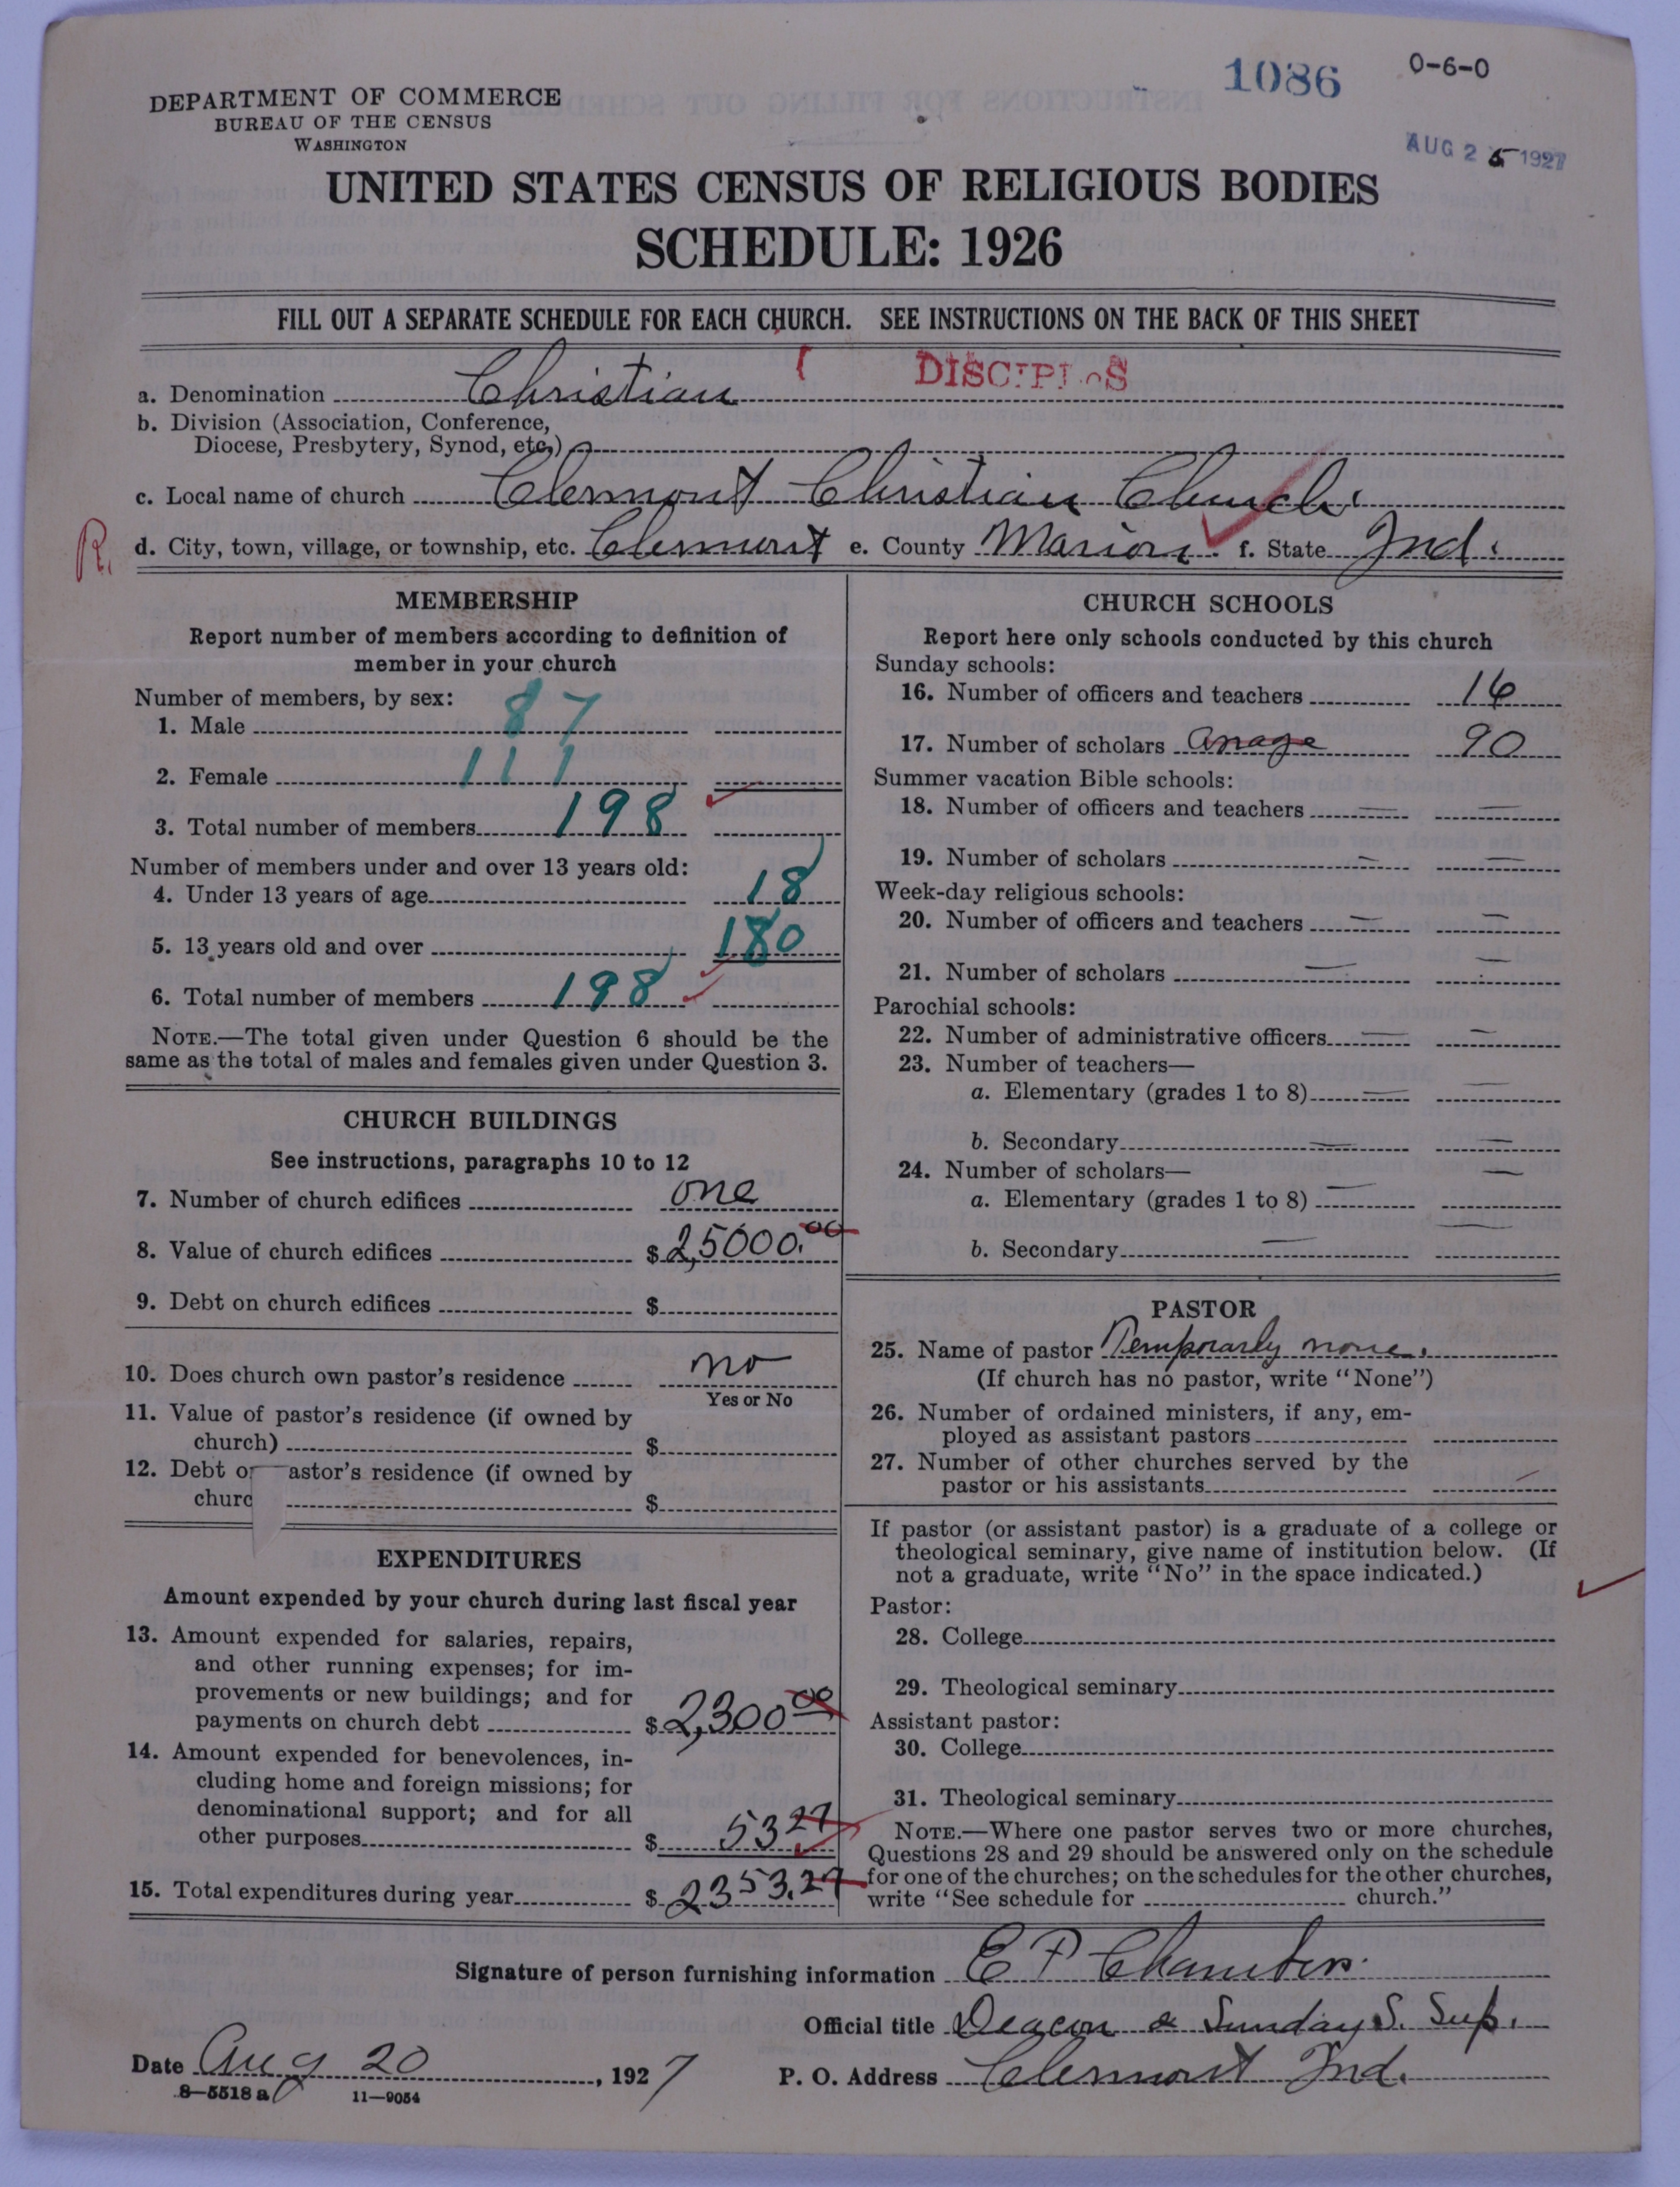 1086
0-6-0
DEPARTMENT OF COMMERCE
BUREAU OF THE CENSUS
WASHINGTON
AUG 25 1927
UNITED STATES CENSUS OF RELIGIOUS BODIES
SCHEDULE: 1926
FILL OUT A SEPARATE SCHEDULE FOR EACH CHURCH. SEE INSTRUCTIONS ON THE BACK OF THIS SHEET
DISCIPLES
a. Denomination Christian
b. Division (Association, Conference,
Diocese, Presbytery, Synod, etc.)
c. Local name of church Clermont Christian Church.
R. d. City, town, village, or township, etc. Clermont e. County Marion f. State Ind.
MEMBERSHIP
Report number of members according to definition of
member in your church
Number of members, by sex:
1. Male 87
2. Female 111
3. Total number of members 198
Number of members under and over 13 years old:
4. Under 13 years of age 18
5. 13 years old and over 180
6. Total number of members 198
NOTE.—The total given under Question 6 should be the
same as the total of males and females given under Question 3.
CHURCH BUILDINGS
See instructions, paragraphs 10 to 12
7. Number of church edifices one
8. Value of church edifices $25000.00
9. Debt on church edifices $
10. Does church own pastor's residence no
Yes or No
11. Value of pastor's residence (if owned by
church) $
12. Debt o astor's residence (if owned by
churc $
EXPENDITURES
Amount expended by your church during last fiscal year
13. Amount expended for salaries, repairs,
and other running expenses; for im-
provements or new buildings; and for
payments on church debt $2,300 00
14. Amount expended for benevolences, in-
cluding home and foreign missions; for
denominational support; and for all
other purposes $ 53 27
15. Total expenditures during year $ 2353.27
CHURCH SCHOOLS
Report here only schools conducted by this church
Sunday schools:
16. Number of officers and teachers 16
17. Number of scholars 90
Summer vacation Bible schools:
18. Number of officers and teachers
19. Number of scholars
Week-day religious schools:
20. Number of officers and teachers
21. Number of scholars
Parochial schools:
22. Number of administrative officers
23. Number of teachers—
a. Elementary (grades 1 to 8)
b. Secondary
24. Number of scholars—
a. Elementary (grades 1 to 8)
b. Secondary
PASTOR
25. Name of pastor Temporarly none.
(If church has no pastor, write "None")
26. Number of ordained ministers, if any, em-
ployed as assistant pastors
27. Number of other churches served by the
pastor or his assistants
If pastor (or assistant pastor) is a graduate of a college or
theological seminary, give name of institution below. (If
not a graduate, write "No" in the space indicated.)
Pastor:
28. College
29. Theological seminary
Assistant pastor:
30. College
31. Theological seminary
NOTE.—Where one pastor serves two or more churches,
Questions 28 and 29 should be answered only on the schedule
for one of the churches; on the schedules for the other churches,
write "See schedule for church."
Signature of person furnishing information E P Chambers.
Official title Deacon & Sunday S. Sup.
Date Aug 20, 1927 P. O. Address Clermont Ind.
8—5518 a 11—9054